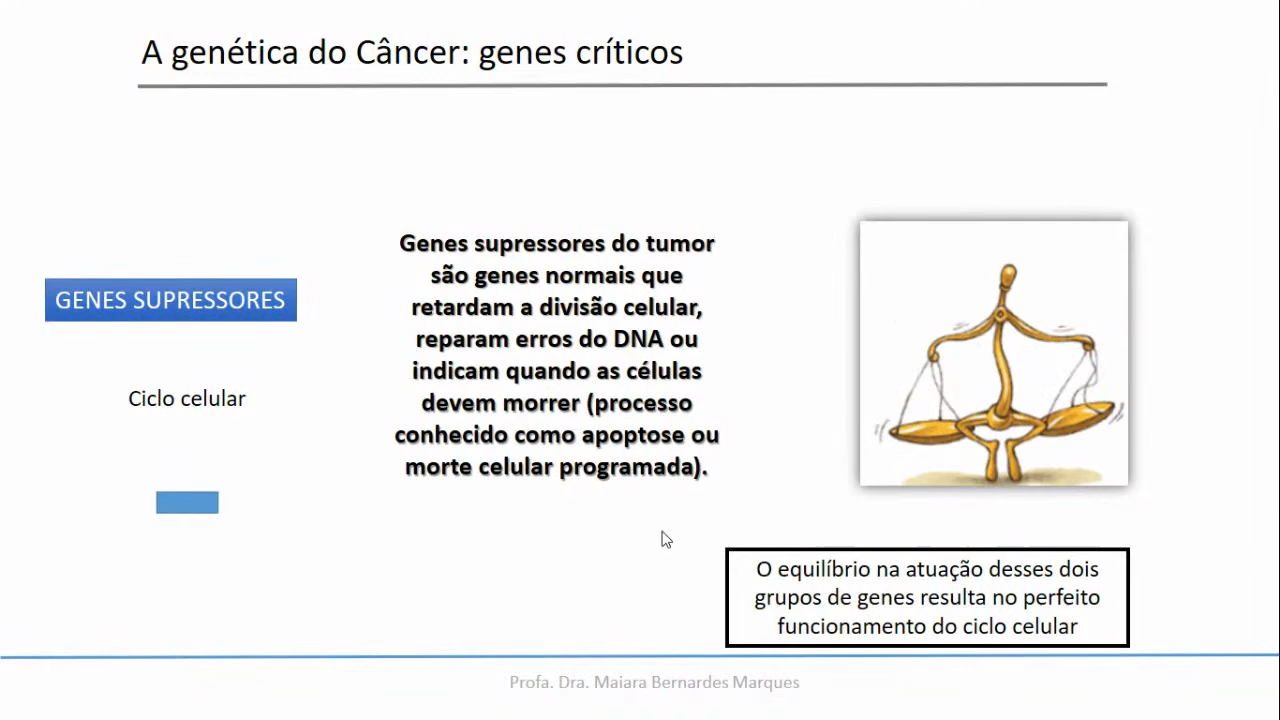 A genética do Câncer: genes críticos
GENES SUPRESSORES
Ciclo celular
Genes supressores do tumor
são genes normais que
retardam a divisão celular,
reparam erros do DNA ou
indicam quando as células
devem morrer (processo
conhecido como apoptose ou
morte celular programada).
O equilíbrio na atuação desses dois
grupos de genes resulta no perfeito
funcionamento do ciclo celular
Profa. Dra. Maiara Bernardes Marques